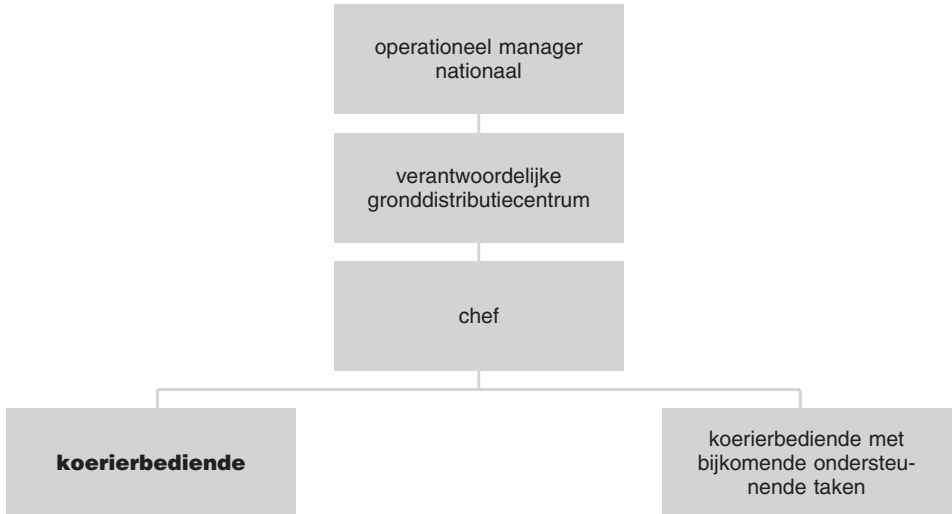 operationeel manager
nationaal
verantwoordelijke
gronddistributiecentrum
chef
koerierbediende
koerierbediende met
bijkomende ondersteu-
nende taken